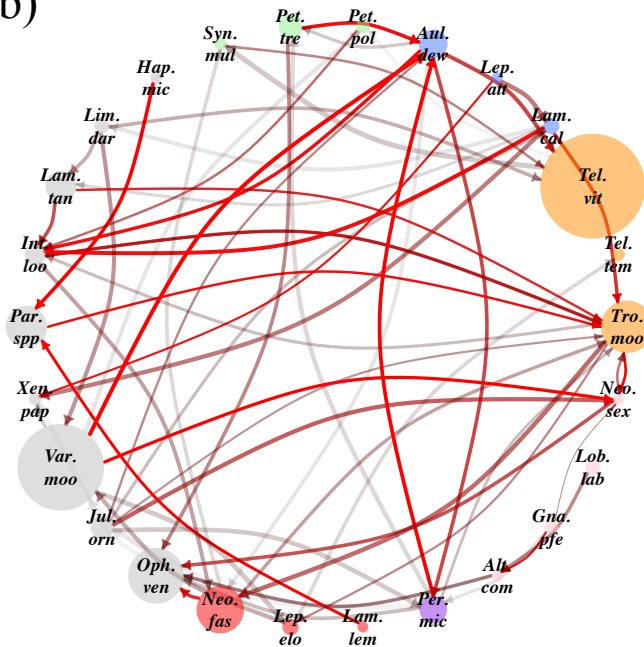 b)
Pet.
tre
Pet.
pol
Syn.
mul
Aul.
dew
Hap.
mic
Lep.
att
Lim.
dar
Lam.
cal
Lam.
tan
Tel.
vit
Int.
loo
Tel.
tem
Par.
spp
Tro.
moo
Xen.
pap
Neo.
sex
Var.
moo
Lob.
lab
Jul.
orn
Gna.
pfe
Oph.
ven
Alt.
com
Neo.
fas
Lep.
elo
Lam.
lem
Per.
mic